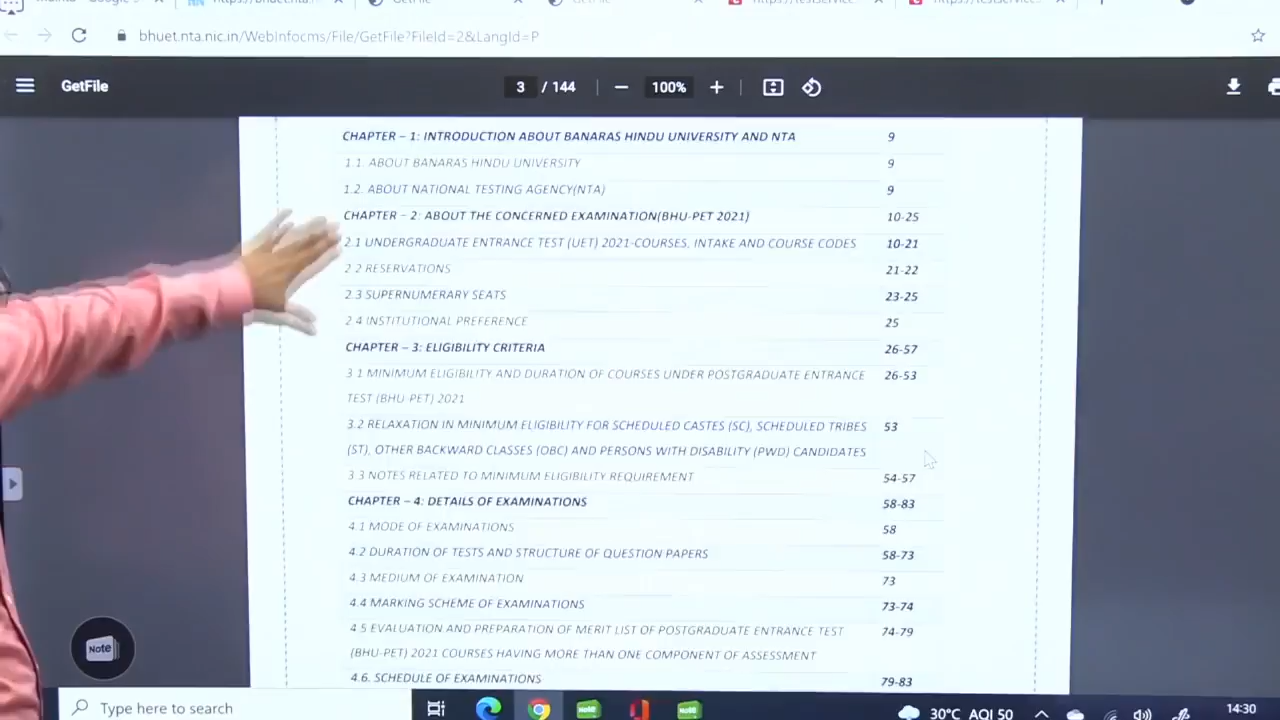 bhuet.nta.nic.in/WebInfocms/File/GetFile?FileId=2&LangId=P
GetFile
3 / 144
100%
CHAPTER – 1: INTRODUCTION ABOUT BANARAS HINDU UNIVERSITY AND NTA 9
1.1. ABOUT BANARAS HINDU UNIVERSITY 9
1.2. ABOUT NATIONAL TESTING AGENCY(NTA) 9
CHAPTER – 2: ABOUT THE CONCERNED EXAMINATION(BHU-PET 2021) 10-25
2.1 UNDERGRADUATE ENTRANCE TEST (UET) 2021-COURSES, INTAKE AND COURSE CODES 10-21
2.2 RESERVATIONS 21-22
2.3 SUPERNUMERARY SEATS 23-25
2.4 INSTITUTIONAL PREFERENCE 25
CHAPTER – 3: ELIGIBILITY CRITERIA 26-57
3.1 MINIMUM ELIGIBILITY AND DURATION OF COURSES UNDER POSTGRADUATE ENTRANCE 26-53
TEST (BHU-PET) 2021
3.2 RELAXATION IN MINIMUM ELIGIBILITY FOR SCHEDULED CASTES (SC), SCHEDULED TRIBES 53
(ST), OTHER BACKWARD CLASSES (OBC) AND PERSONS WITH DISABILITY (PWD) CANDIDATES
3.3 NOTES RELATED TO MINIMUM ELIGIBILITY REQUIREMENT 54-57
CHAPTER – 4: DETAILS OF EXAMINATIONS 58-83
4.1 MODE OF EXAMINATIONS 58
4.2 DURATION OF TESTS AND STRUCTURE OF QUESTION PAPERS 58-73
4.3 MEDIUM OF EXAMINATION 73
4.4 MARKING SCHEME OF EXAMINATIONS 73-74
4.5 EVALUATION AND PREPARATION OF MERIT LIST OF POSTGRADUATE ENTRANCE TEST 74-79
(BHU-PET) 2021 COURSES HAVING MORE THAN ONE COMPONENT OF ASSESSMENT
4.6. SCHEDULE OF EXAMINATIONS 79-83
Note
Type here to search
30°C AQI 50
14:30